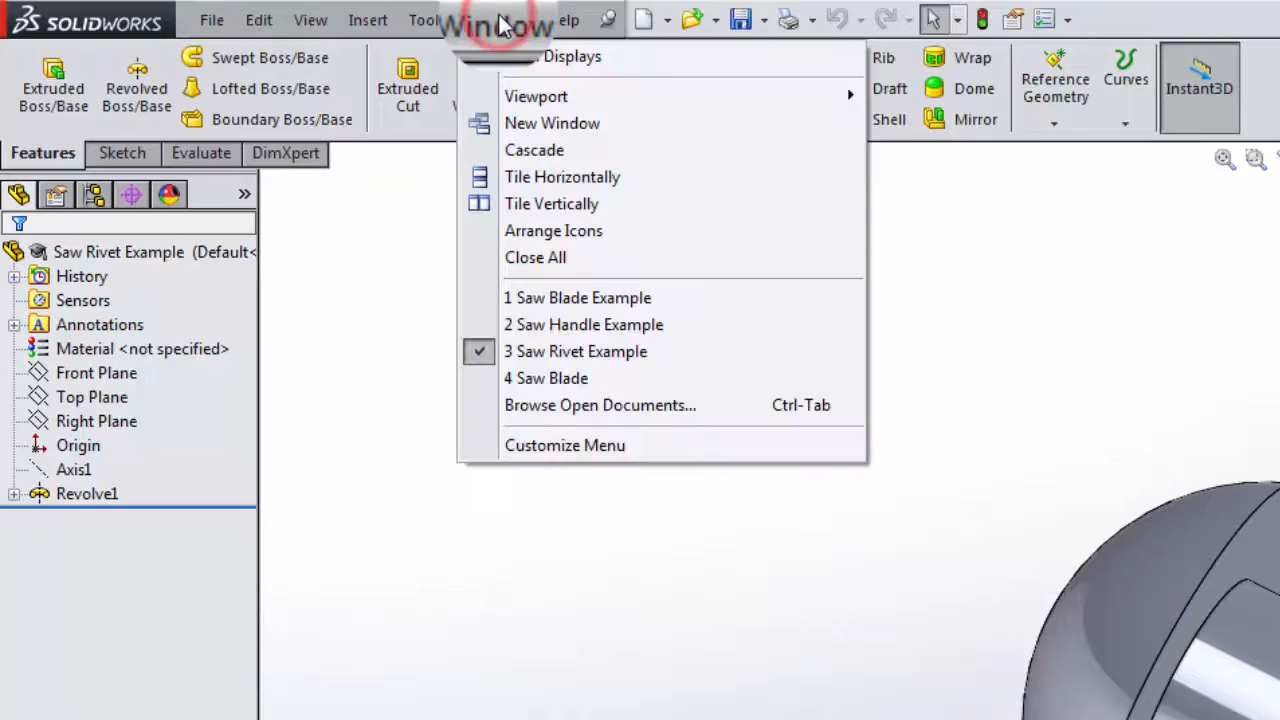 SOLIDWORKS
File Edit View Insert Window
Displays
Viewport
New Window
Cascade
Tile Horizontally
Tile Vertically
Arrange Icons
Close All
1 Saw Blade Example
2 Saw Handle Example
3 Saw Rivet Example
4 Saw Blade
Browse Open Documents... Ctrl-Tab
Customize Menu
Extruded Boss/Base
Revolved Boss/Base
Swept Boss/Base
Lofted Boss/Base
Boundary Boss/Base
Extruded Cut
Rib
Draft
Shell
Wrap
Dome
Mirror
Reference Geometry
Curves
Instant3D
Features Sketch Evaluate DimXpert
Saw Rivet Example (Default<
History
Sensors
Annotations
Material <not specified>
Front Plane
Top Plane
Right Plane
Origin
Axis1
Revolve1